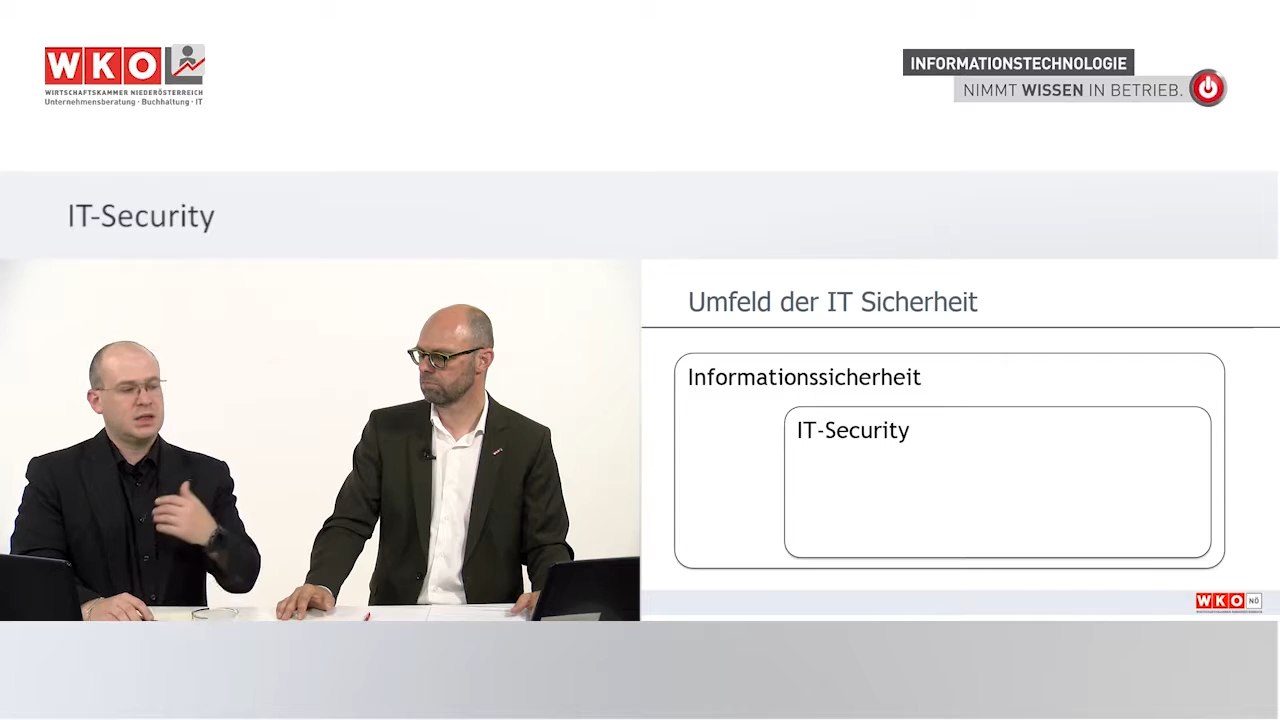 WKO
WIRTSCHAFTSKAMMER NIEDERÖSTERREICH
Unternehmensberatung · Buchhaltung · IT
INFORMATIONSTECHNOLOGIE
NIMMT WISSEN IN BETRIEB.
IT-Security
Umfeld der IT Sicherheit
Informationssicherheit
IT-Security
WKO NÖ